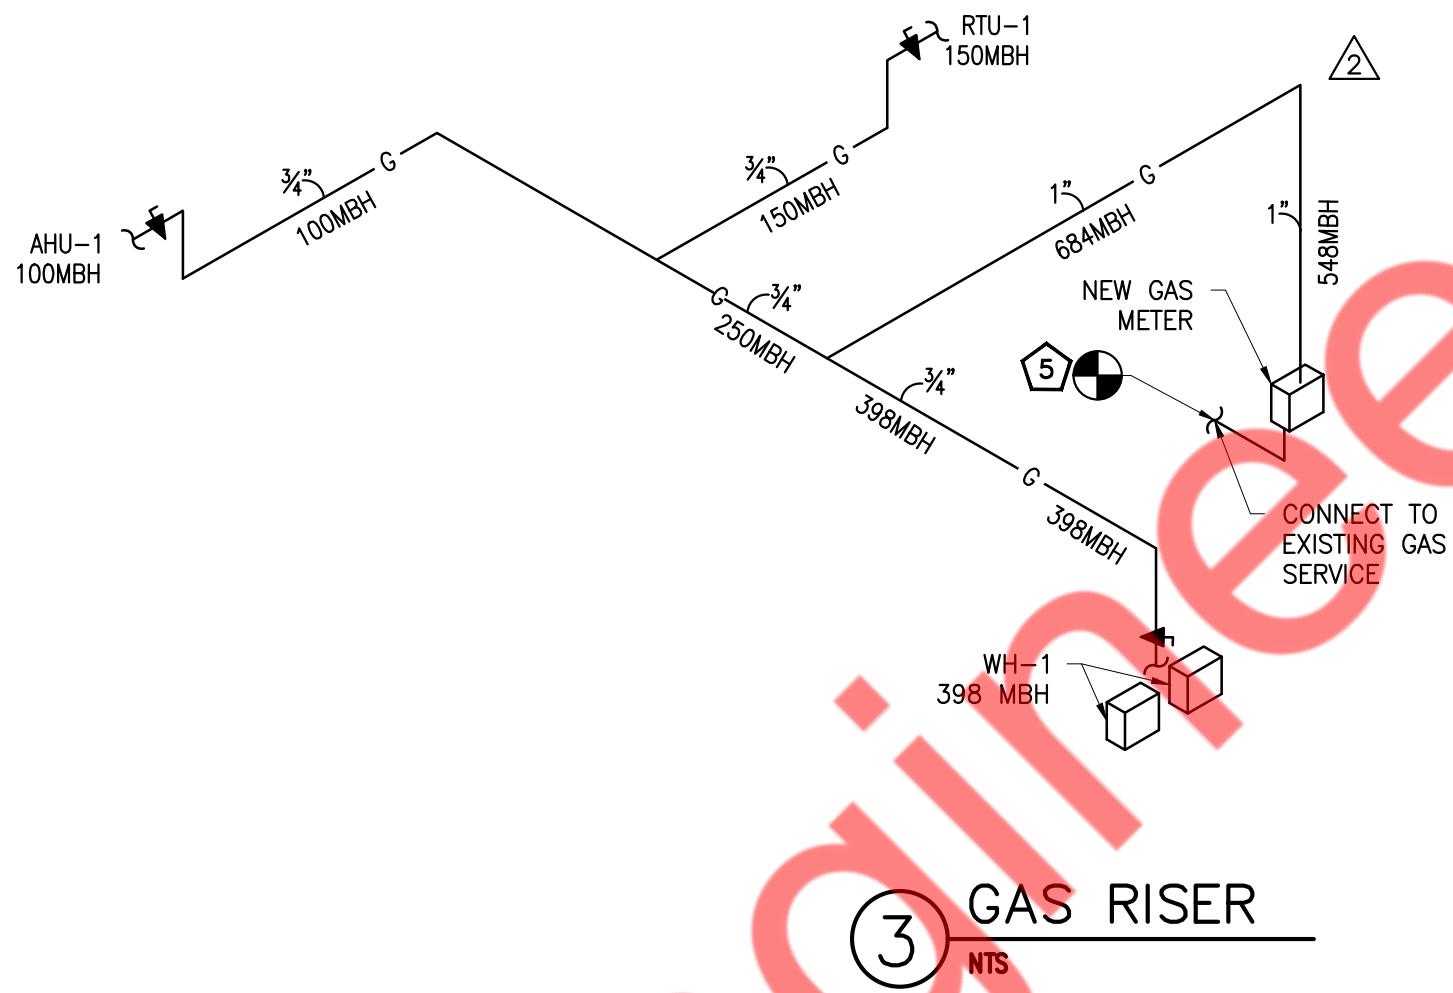 RTU-1
150MBH
2
3/4"
G
100MBH
3/4"
G
150MBH
1"
G
684MBH
1"
548MBH
AHU-1
100MBH
G
3/4"
250MBH
NEW GAS
METER
5
3/4"
398MBH
G
398MBH
CONNECT TO
EXISTING GAS
SERVICE
WH-1
398 MBH
3
GAS RISER
NTS
ginee